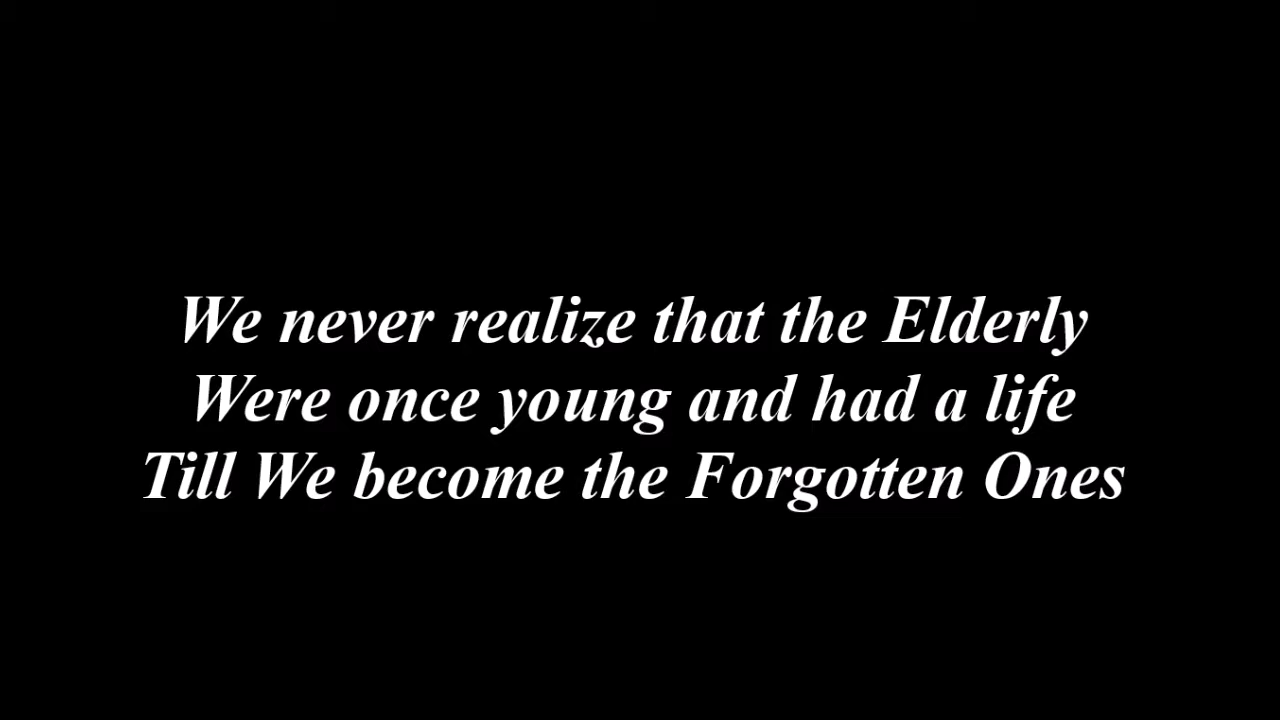 We never realize that the Elderly
Were once young and had a life
Till We become the Forgotten Ones